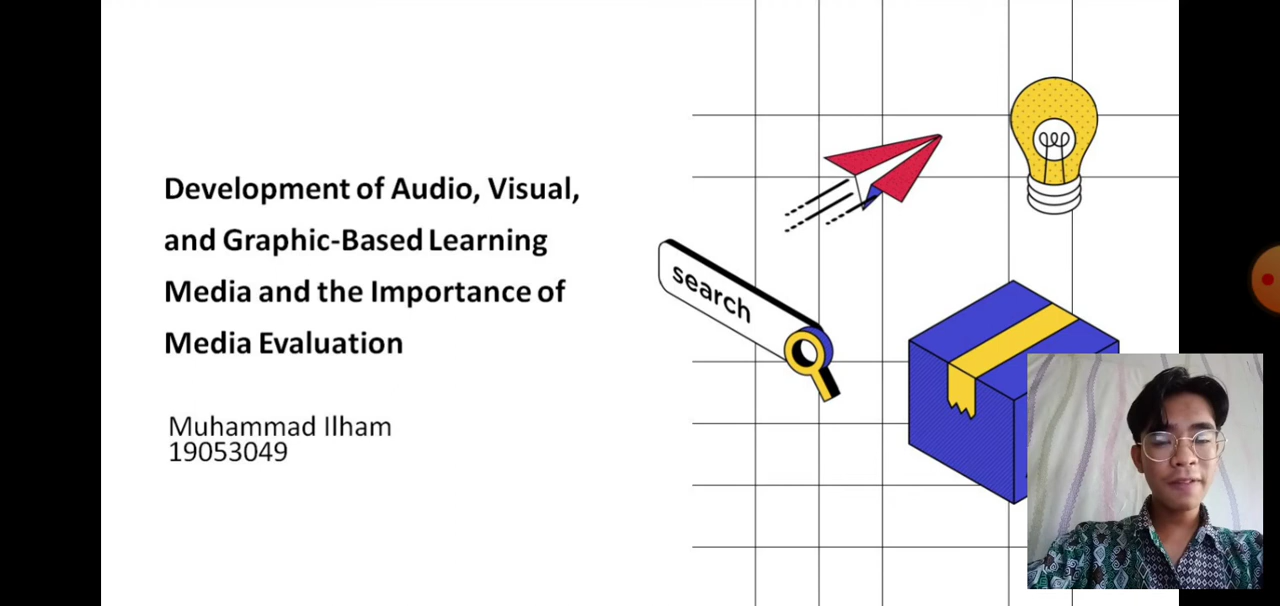 Development of Audio, Visual,
and Graphic-Based Learning
Media and the Importance of
Media Evaluation
Muhammad Ilham
19053049
search